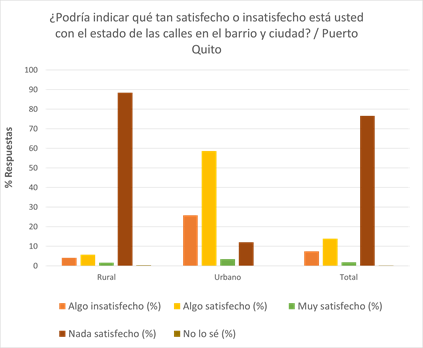 ¿Podría indicar qué tan satisfecho o insatisfecho está usted
con el estado de las calles en el barrio y ciudad? / Puerto
Quito
100
90
80
70
60
50
40
30
20
10
0
% Respuestas
Rural Urbano Total
Algo insatisfecho (%) Algo satisfecho (%) Muy satisfecho (%)
Nada satisfecho (%) No lo sé (%)